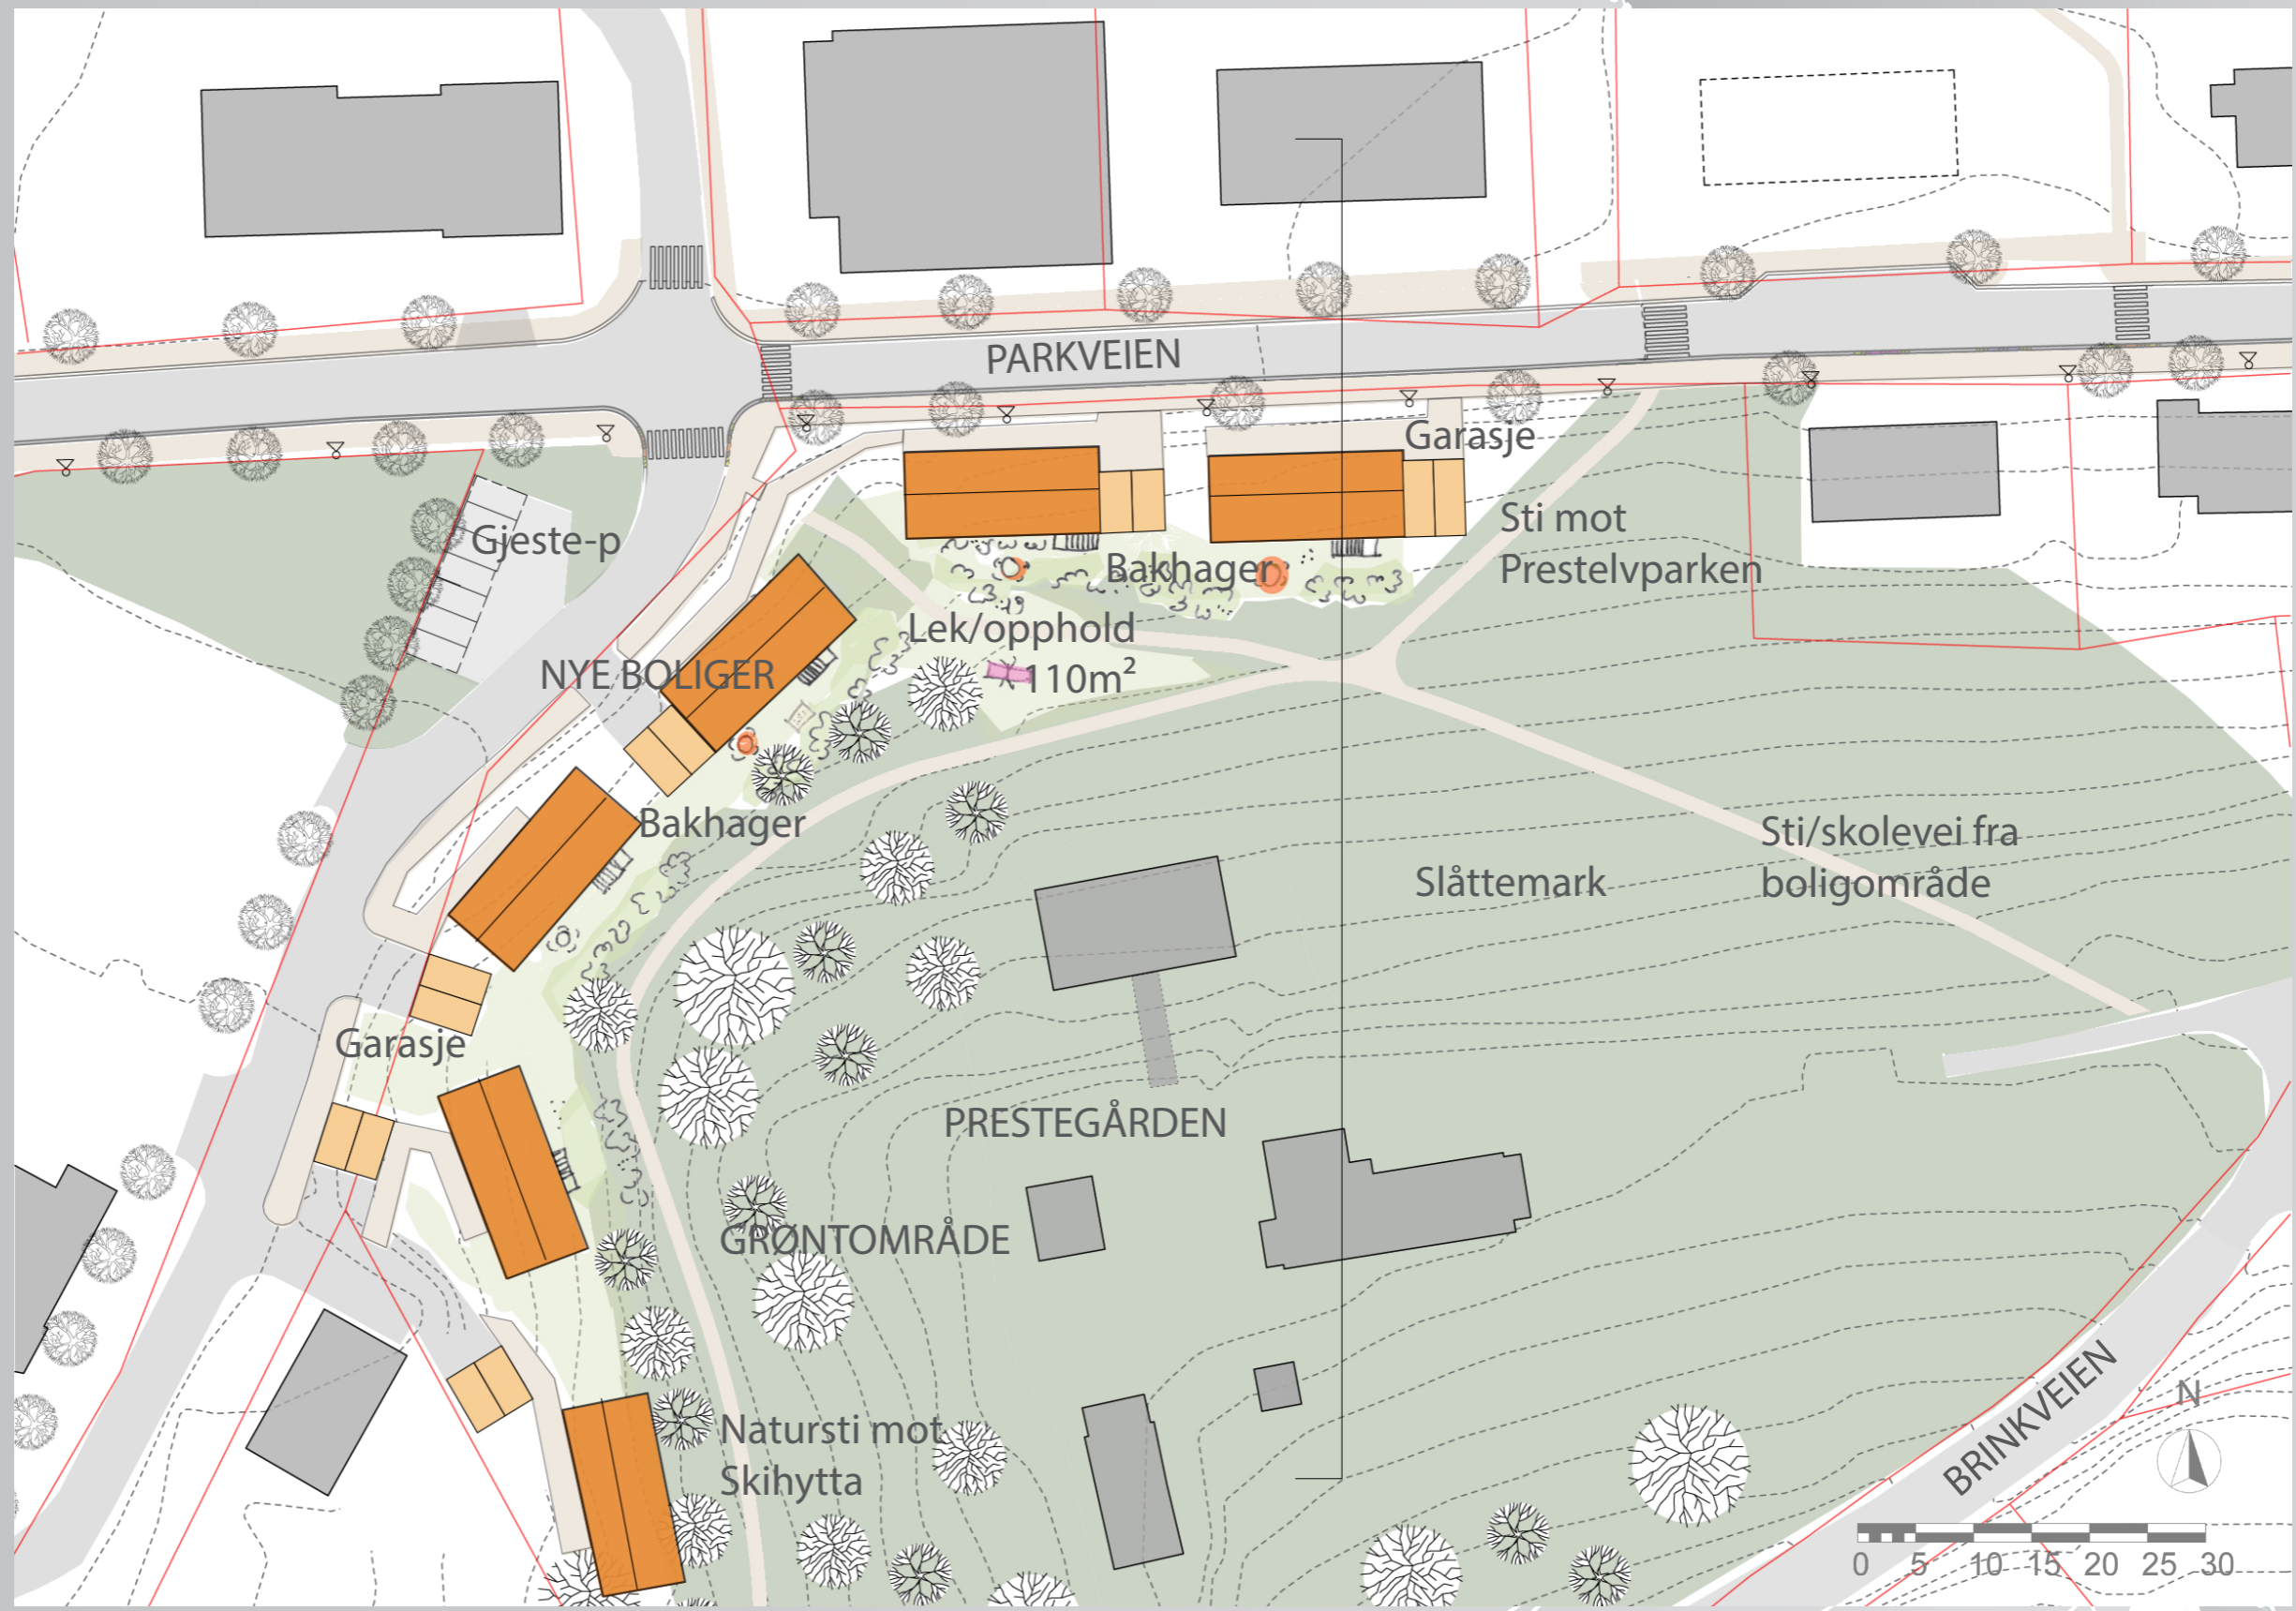 PARKVEIEN
Garasje
Gjeste-p
Sti mot
Prestelvparken
Bakhager
Lek/opphold
110m²
NYE BOLIGER
Bakhager
Sti/skolevei fra
boligområde
Slåttemark
Garasje
PRESTEGÅRDEN
GRØNTOMRÅDE
Natursti mot
Skihytta
BRINKVEIEN
N
0 5 10 15 20 25 30